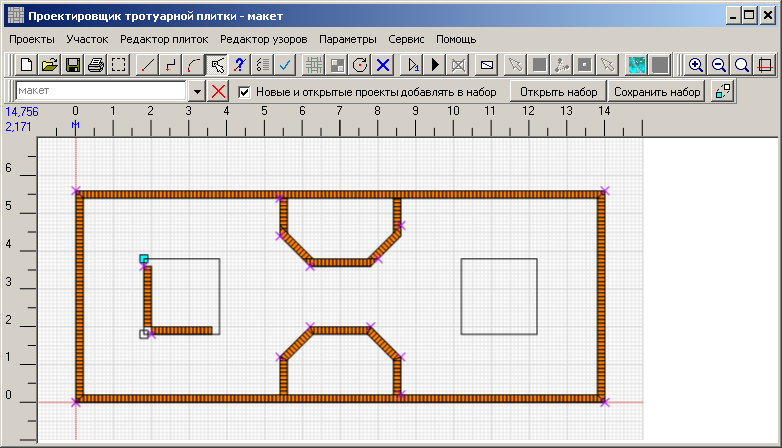 Проектировщик тротуарной плитки - макет
Проекты Участок Редактор плиток Редактор узоров Параметры Сервис Помощь
макет Новые и открытые проекты добавлять в набор Открыть набор Сохранить набор
14,756 0 1 2 3 4 5 6 7 8 9 10 11 12 13 14
2,171 м
6
5
4
3
2
1
0